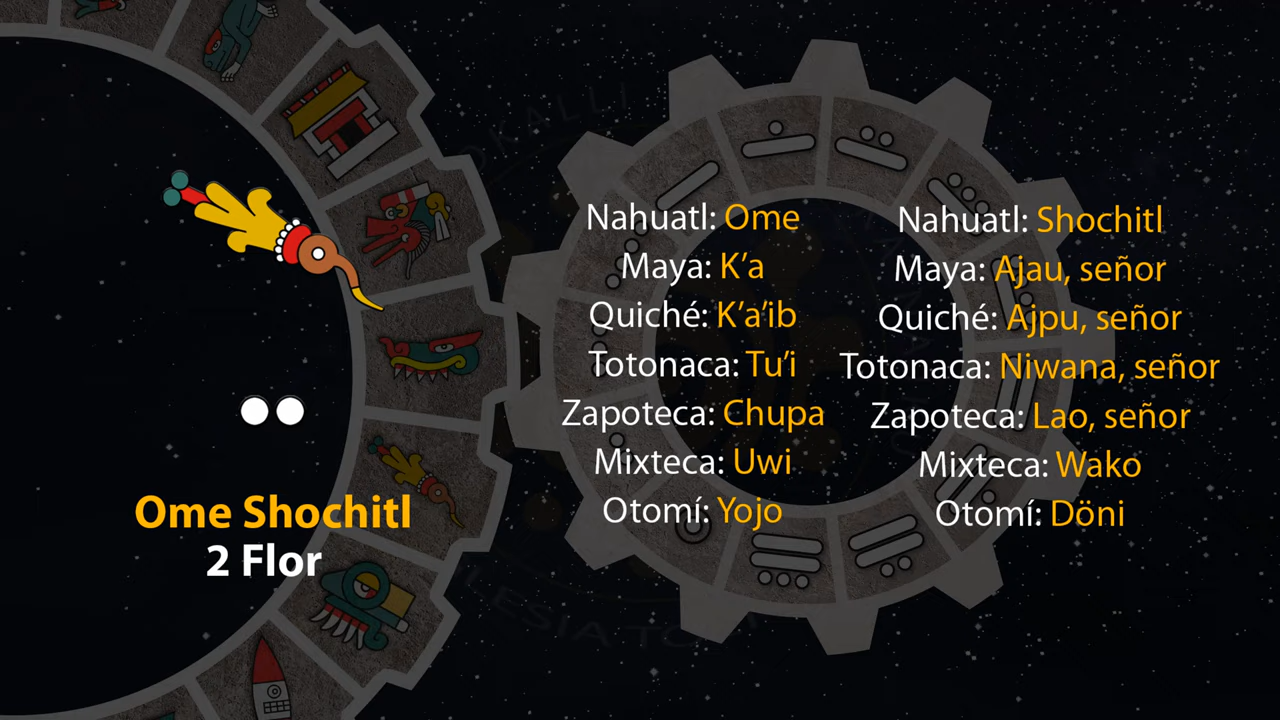 Nahuatl: Ome
Maya: K’a
Quiché: K’a’ib
Totonaca: Tu’i
Zapoteca: Chupa
Mixteca: Uwi
Otomí: Yojo
Nahuatl: Shochitl
Maya: Ajau, señor
Quiché: Ajpu, señor
Totonaca: Niwana, señor
Zapoteca: Lao, señor
Mixteca: Wako
Otomí: Döni
Ome Shochitl
2 Flor